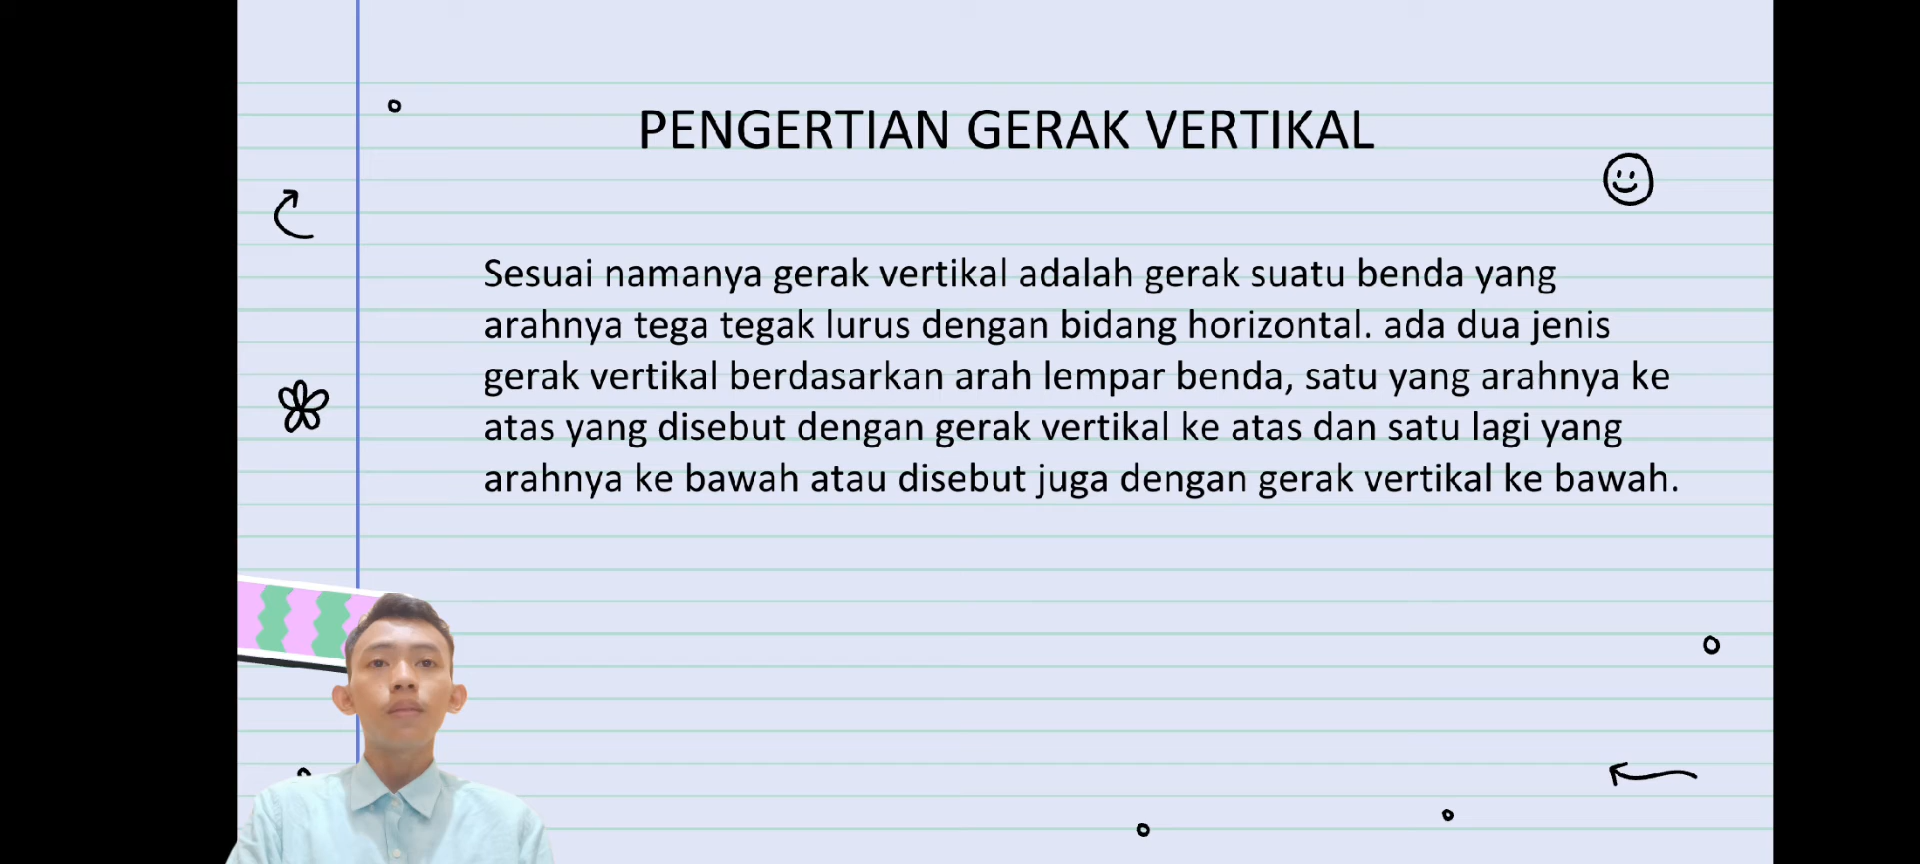 PENGERTIAN GERAK VERTIKAL
Sesuai namanya gerak vertikal adalah gerak suatu benda yang
arahnya tega tegak lurus dengan bidang horizontal. ada dua jenis
gerak vertikal berdasarkan arah lempar benda, satu yang arahnya ke
atas yang disebut dengan gerak vertikal ke atas dan satu lagi yang
arahnya ke bawah atau disebut juga dengan gerak vertikal ke bawah.